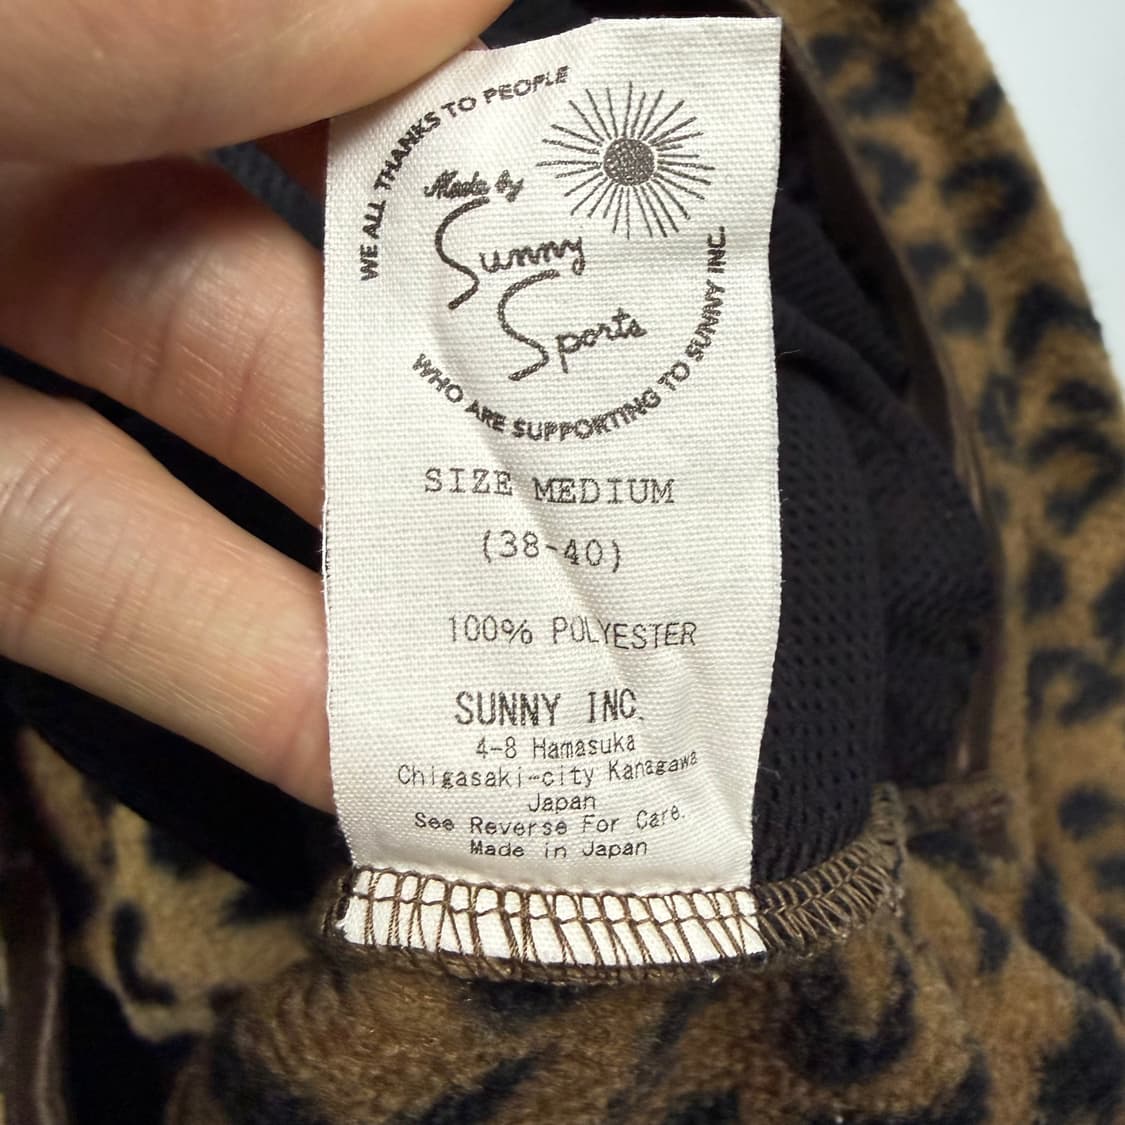 WE ALL THANKS TO PEOPLE
Made by
Sunny
Sports
WHO ARE SUPPORTING TO SUNNY INC.
SIZE MEDIUM
(38-40)
100% POLYESTER
SUNNY INC.
4-8 Hamasuka
Chigasaki-city Kanagawa
Japan
See Reverse For Care.
Made in Japan